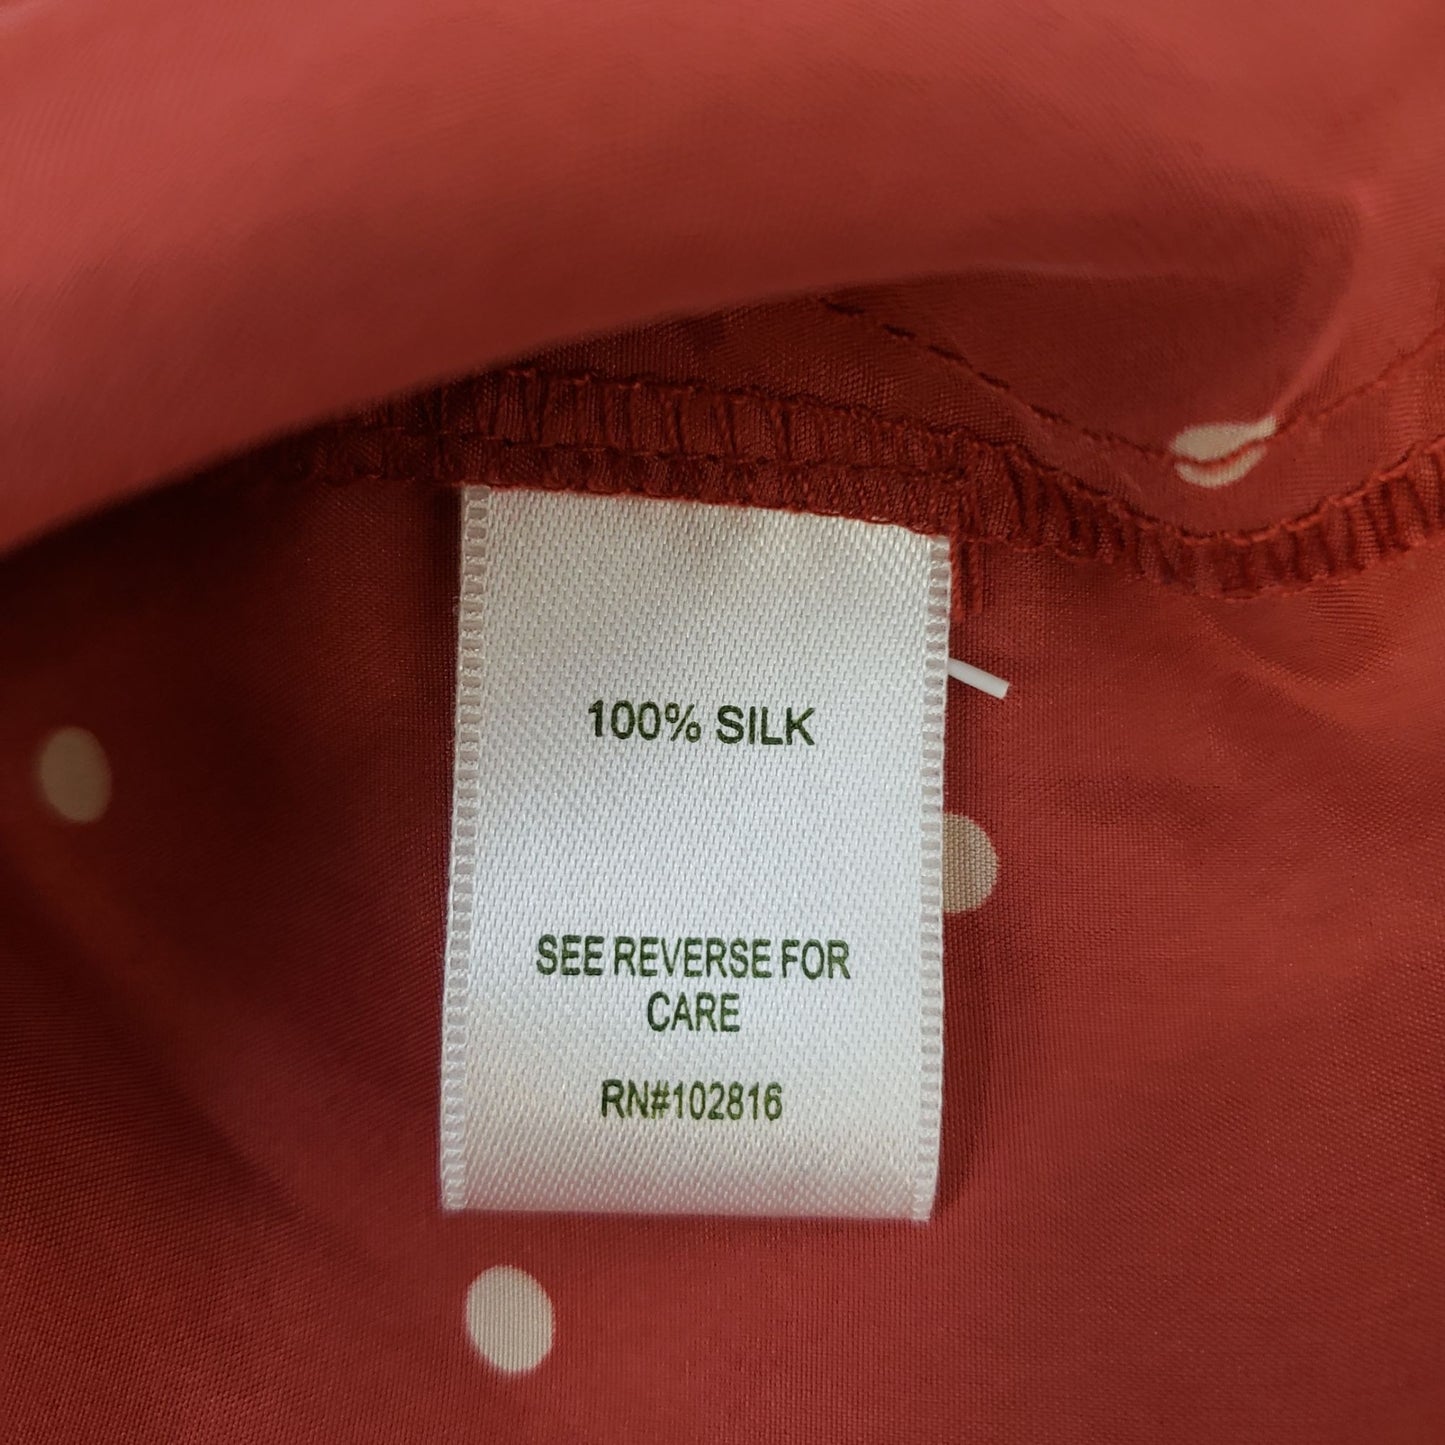 100% SILK
SEE REVERSE FOR
CARE
RN#102816